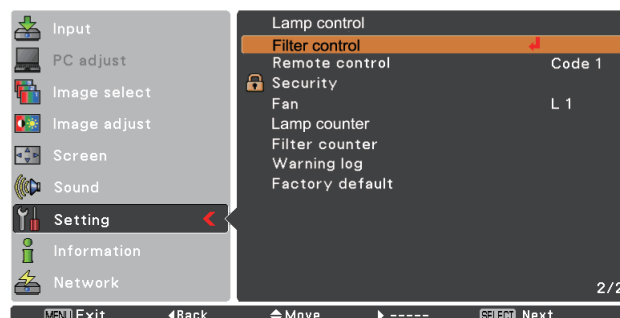 Input
PC adjust
Image select
Image adjust
Screen
Sound
Setting
Information
Network
Lamp control
Filter control
Remote control Code 1
Security
Fan L 1
Lamp counter
Filter counter
Warning log
Factory default
2/2
MENU Exit ◀Back Move ▶ ----- SELECT Next